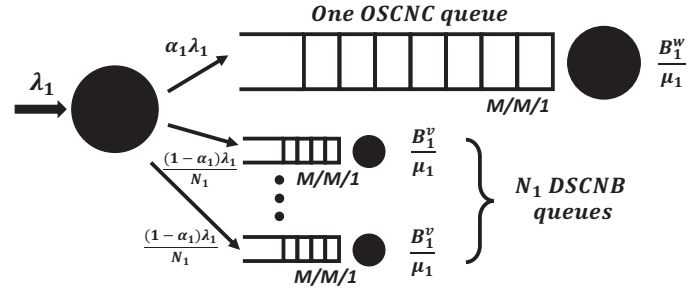 One OSCNC queue
α₁λ₁
B₁ʷ
μ₁
λ₁
M/M/1
(1 − α₁)λ₁
N₁
M/M/1
B₁ᵛ
μ₁
N₁ DSCNB
queues
(1 − α₁)λ₁
N₁
M/M/1
B₁ᵛ
μ₁